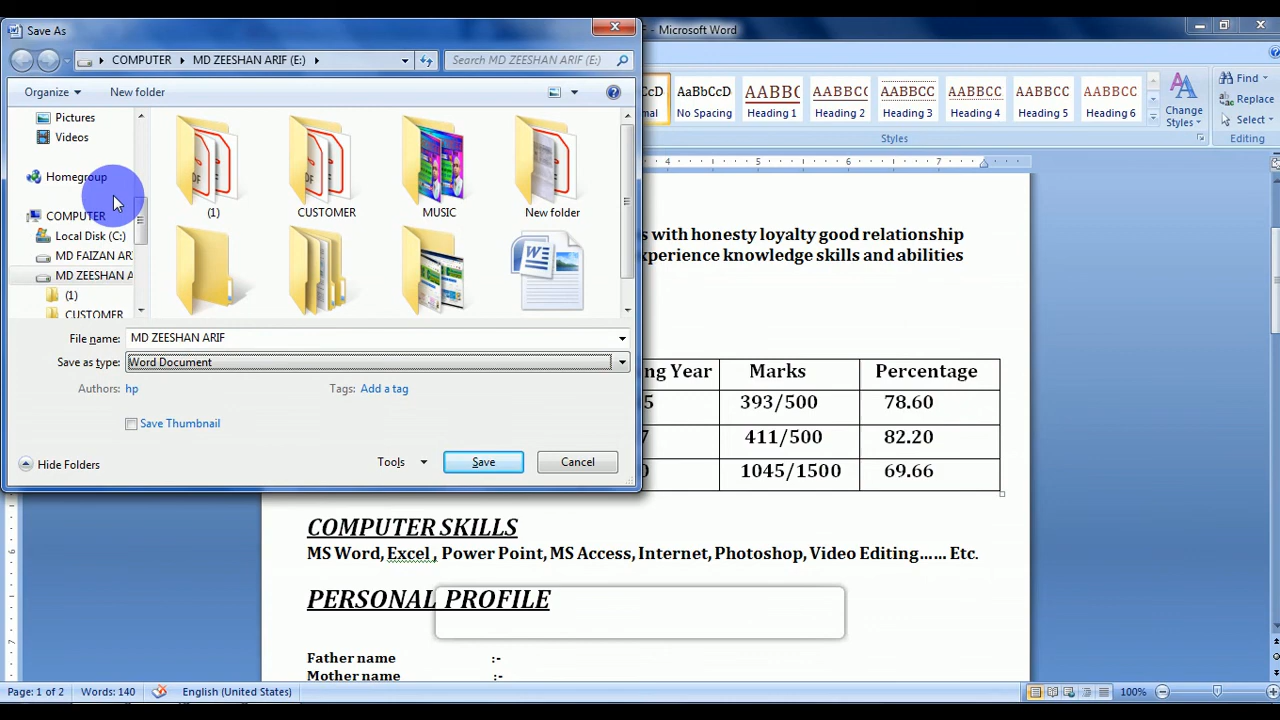 Save As
- Microsoft Word
COMPUTER
MD ZEESHAN ARIF (E:)
Search MD ZEESHAN ARIF (E:)
Organize
New folder
Pictures
Videos
Homegroup
COMPUTER
Local Disk (C:)
MD FAIZAN AR
MD ZEESHAN A
(1)
CUSTOMER
(1)
CUSTOMER
MUSIC
New folder
File name:
MD ZEESHAN ARIF
Save as type:
Word Document
Authors:
hp
Tags:
Add a tag
Save Thumbnail
Hide Folders
Tools
Save
Cancel
AaBbCcD
No Spacing
AABBC
Heading 1
AABBCC
Heading 2
AABBCC
Heading 3
AABBCC
Heading 4
AABBCC
Heading 5
AABBCC
Heading 6
Change
Styles
Styles
Find
Replace
Select
Editing
4 5 6 7
s with honesty loyalty good relationship
xperience knowledge skills and abilities
ng Year Marks Percentage
5 393/500 78.60
7 411/500 82.20
0 1045/1500 69.66
COMPUTER SKILLS
MS Word, Excel , Power Point, MS Access, Internet, Photoshop, Video Editing…… Etc.
PERSONAL PROFILE
Father name :-
Mother name :-
Page: 1 of 2
Words: 140
English (United States)
100%